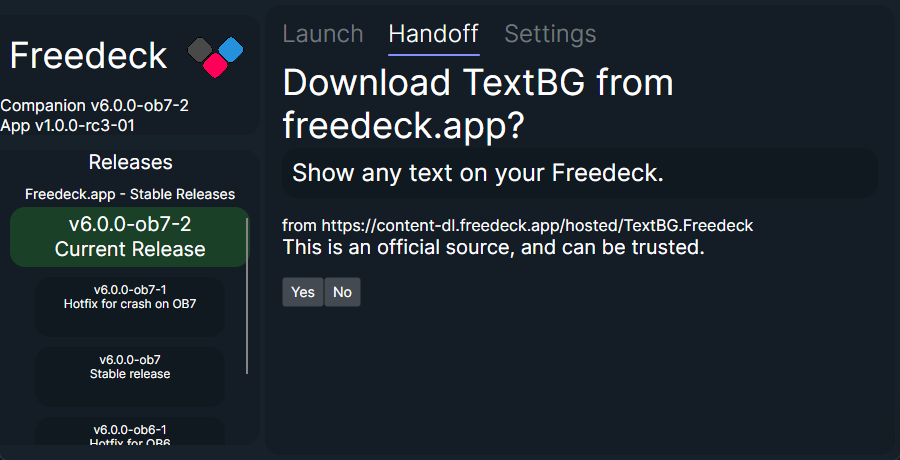 Freedeck
Companion v6.0.0-ob7-2
App v1.0.0-rc3-01
Releases
Freedeck.app - Stable Releases
v6.0.0-ob7-2
Current Release
v6.0.0-ob7-1
Hotfix for crash on OB7
v6.0.0-ob7
Stable release
v6.0.0-ob6-1
Hotfix for OB6
Launch Handoff Settings
Download TextBG from
freedeck.app?
Show any text on your Freedeck.
from https://content-dl.freedeck.app/hosted/TextBG.Freedeck
This is an official source, and can be trusted.
Yes No